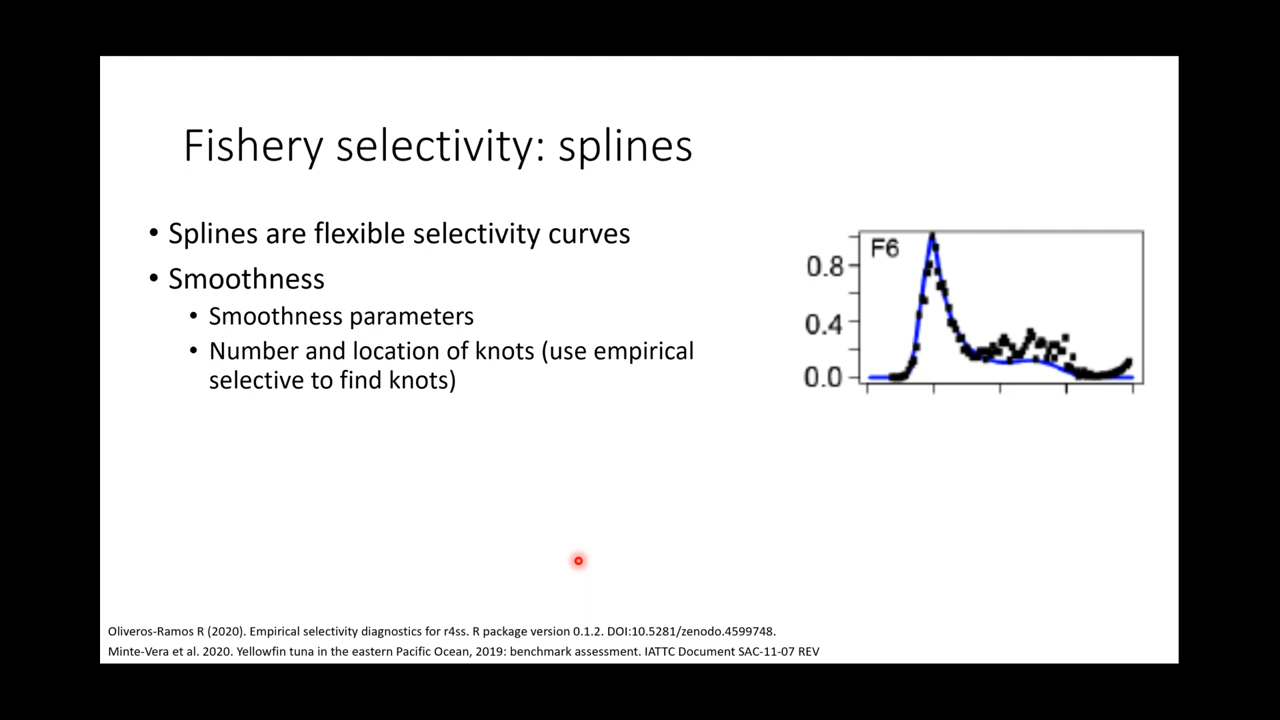 Fishery selectivity: splines
• Splines are flexible selectivity curves
• Smoothness
• Smoothness parameters
• Number and location of knots (use empirical
selective to find knots)
F6
0.8
0.4
0.0
Oliveros-Ramos R (2020). Empirical selectivity diagnostics for r4ss. R package version 0.1.2. DOI:10.5281/zenodo.4599748.
Minte-Vera et al. 2020. Yellowfin tuna in the eastern Pacific Ocean, 2019: benchmark assessment. IATTC Document SAC-11-07 REV